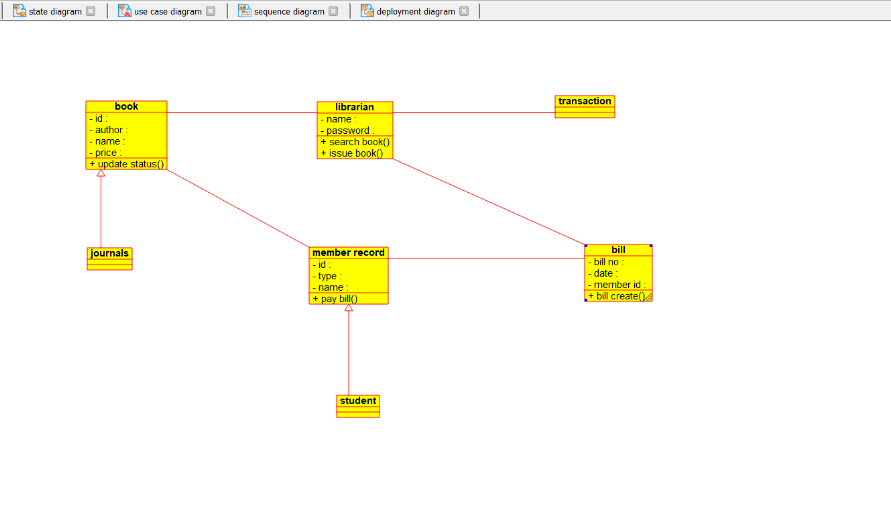 state diagram
use case diagram
sequence diagram
deployment diagram
book
- id :
- author :
- name :
- price :
+ update status()
librarian
- name :
- password :
+ search book()
+ issue book()
transaction
journals
member record
- id :
- type :
- name :
+ pay bill()
bill
- bill no :
- date :
- member id :
+ bill create()
student